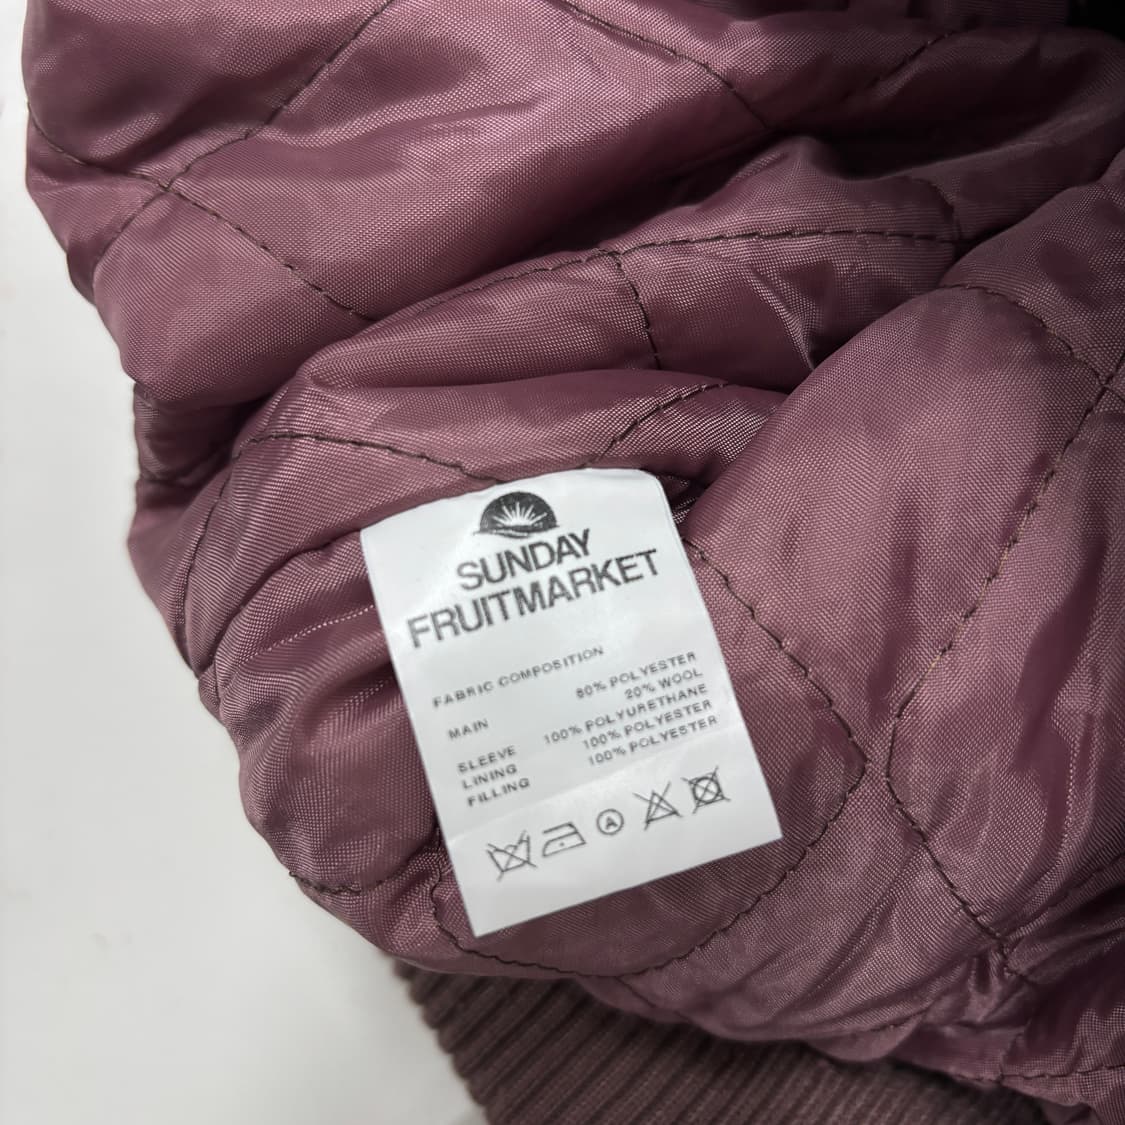 SUNDAY
FRUITMARKET
FABRIC COMPOSITION
MAIN 80% POLYESTER
20% WOOL
SLEEVE 100% POLYURETHANE
LINING 100% POLYESTER
FILLING 100% POLYESTER
A